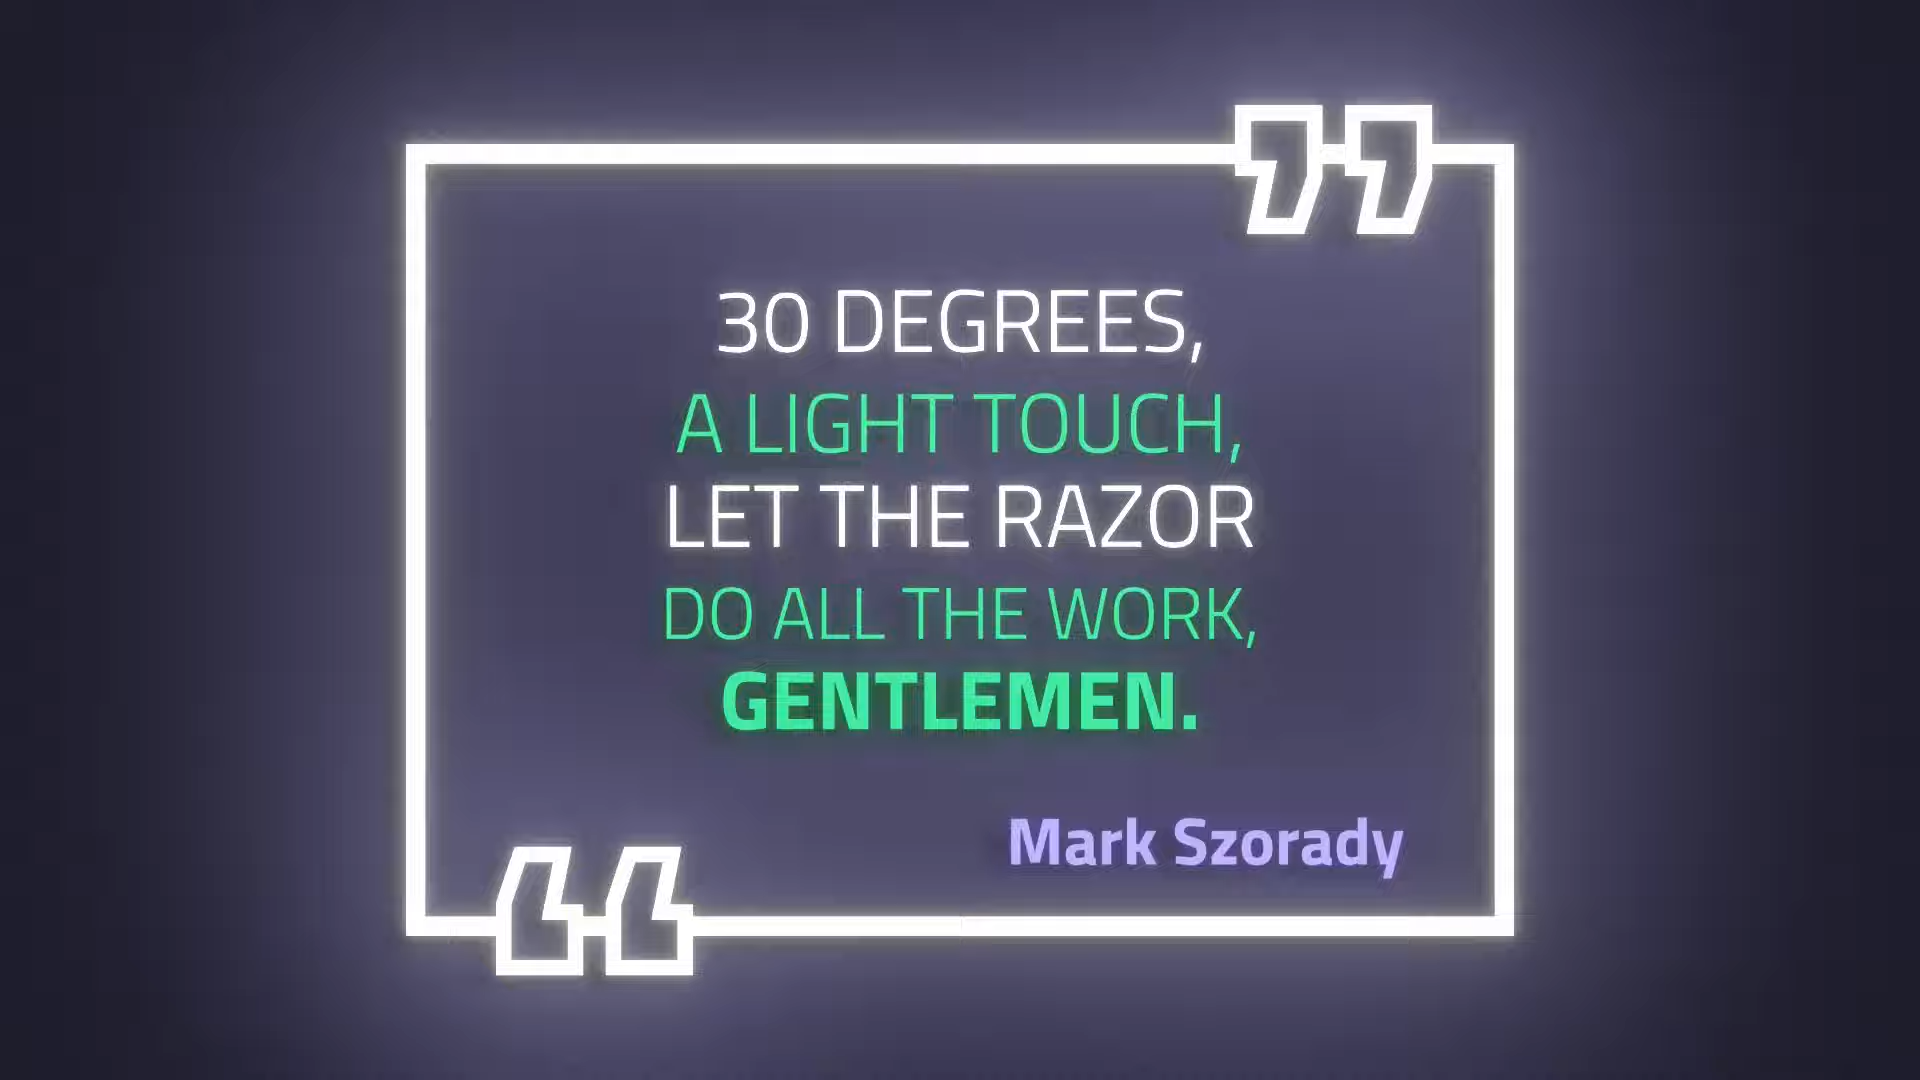 30 DEGREES,
A LIGHT TOUCH,
LET THE RAZOR
DO ALL THE WORK,
GENTLEMEN.
Mark Szorady